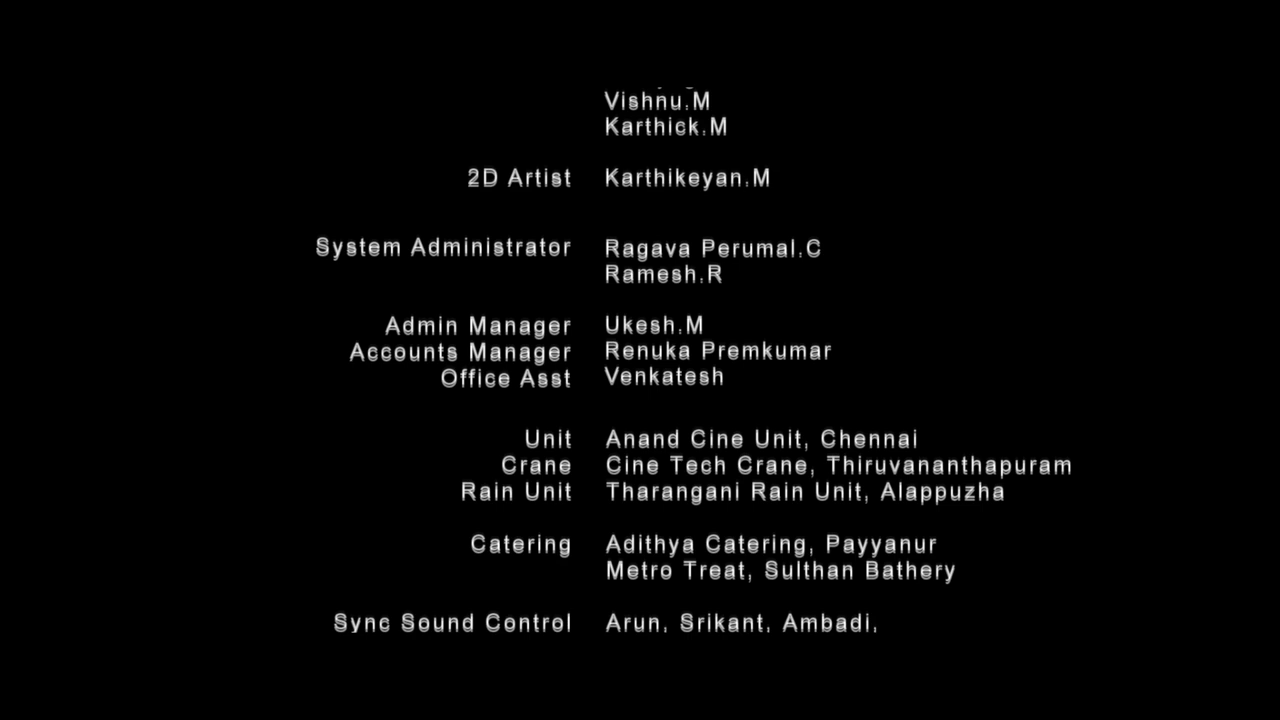 Vishnu.M
Karthick.M
2D Artist Karthikeyan.M
System Administrator Ragava Perumal.C
Ramesh.R
Admin Manager Ukesh.M
Accounts Manager Renuka Premkumar
Office Asst Venkatesh
Unit Anand Cine Unit, Chennai
Crane Cine Tech Crane, Thiruvananthapuram
Rain Unit Tharangani Rain Unit, Alappuzha
Catering Adithya Catering, Payyanur
Metro Treat, Sulthan Bathery
Sync Sound Control Arun, Srikant, Ambadi,